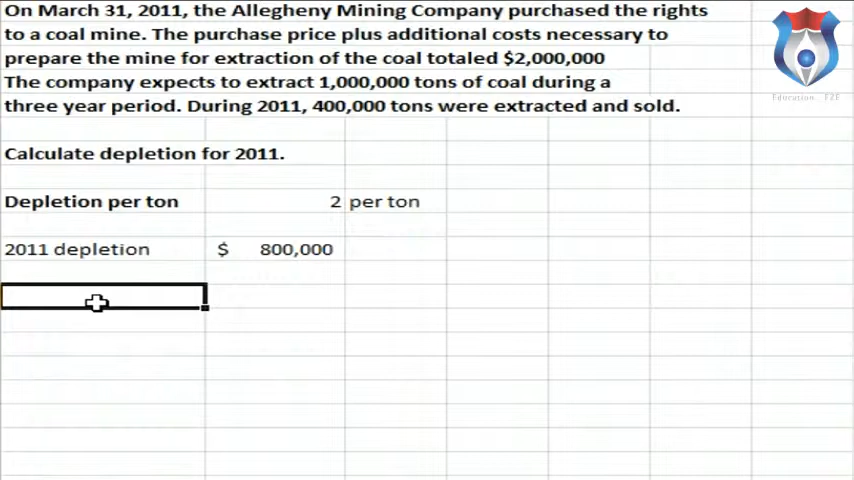 On March 31, 2011, the Allegheny Mining Company purchased the rights
to a coal mine. The purchase price plus additional costs necessary to
prepare the mine for extraction of the coal totaled $2,000,000
The company expects to extract 1,000,000 tons of coal during a
three year period. During 2011, 400,000 tons were extracted and sold.
Education, FZE
Calculate depletion for 2011.
Depletion per ton 2 per ton
2011 depletion $ 800,000